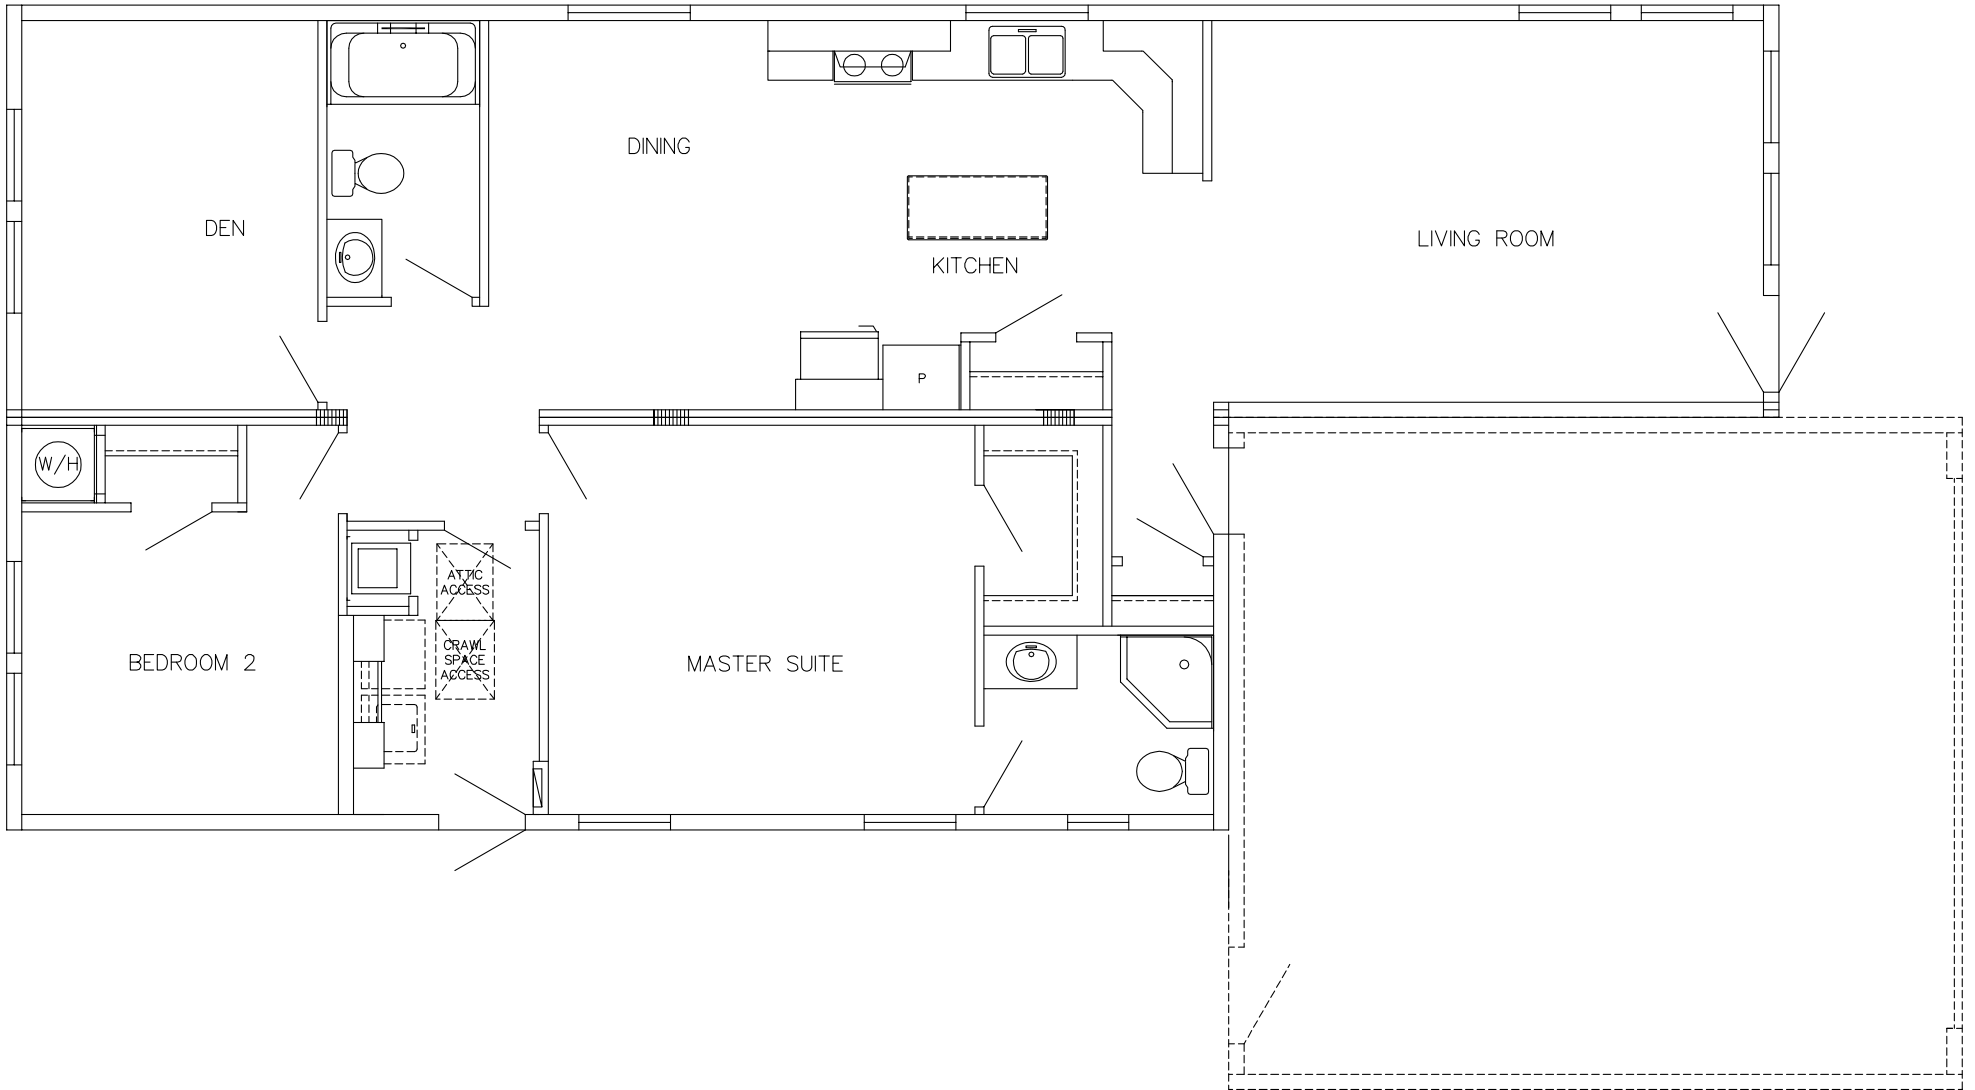 DINING
DEN
LIVING ROOM
KITCHEN
P
W/H
ATTIC
ACCESS
CRAWL
SPACE
ACCESS
BEDROOM 2
MASTER SUITE